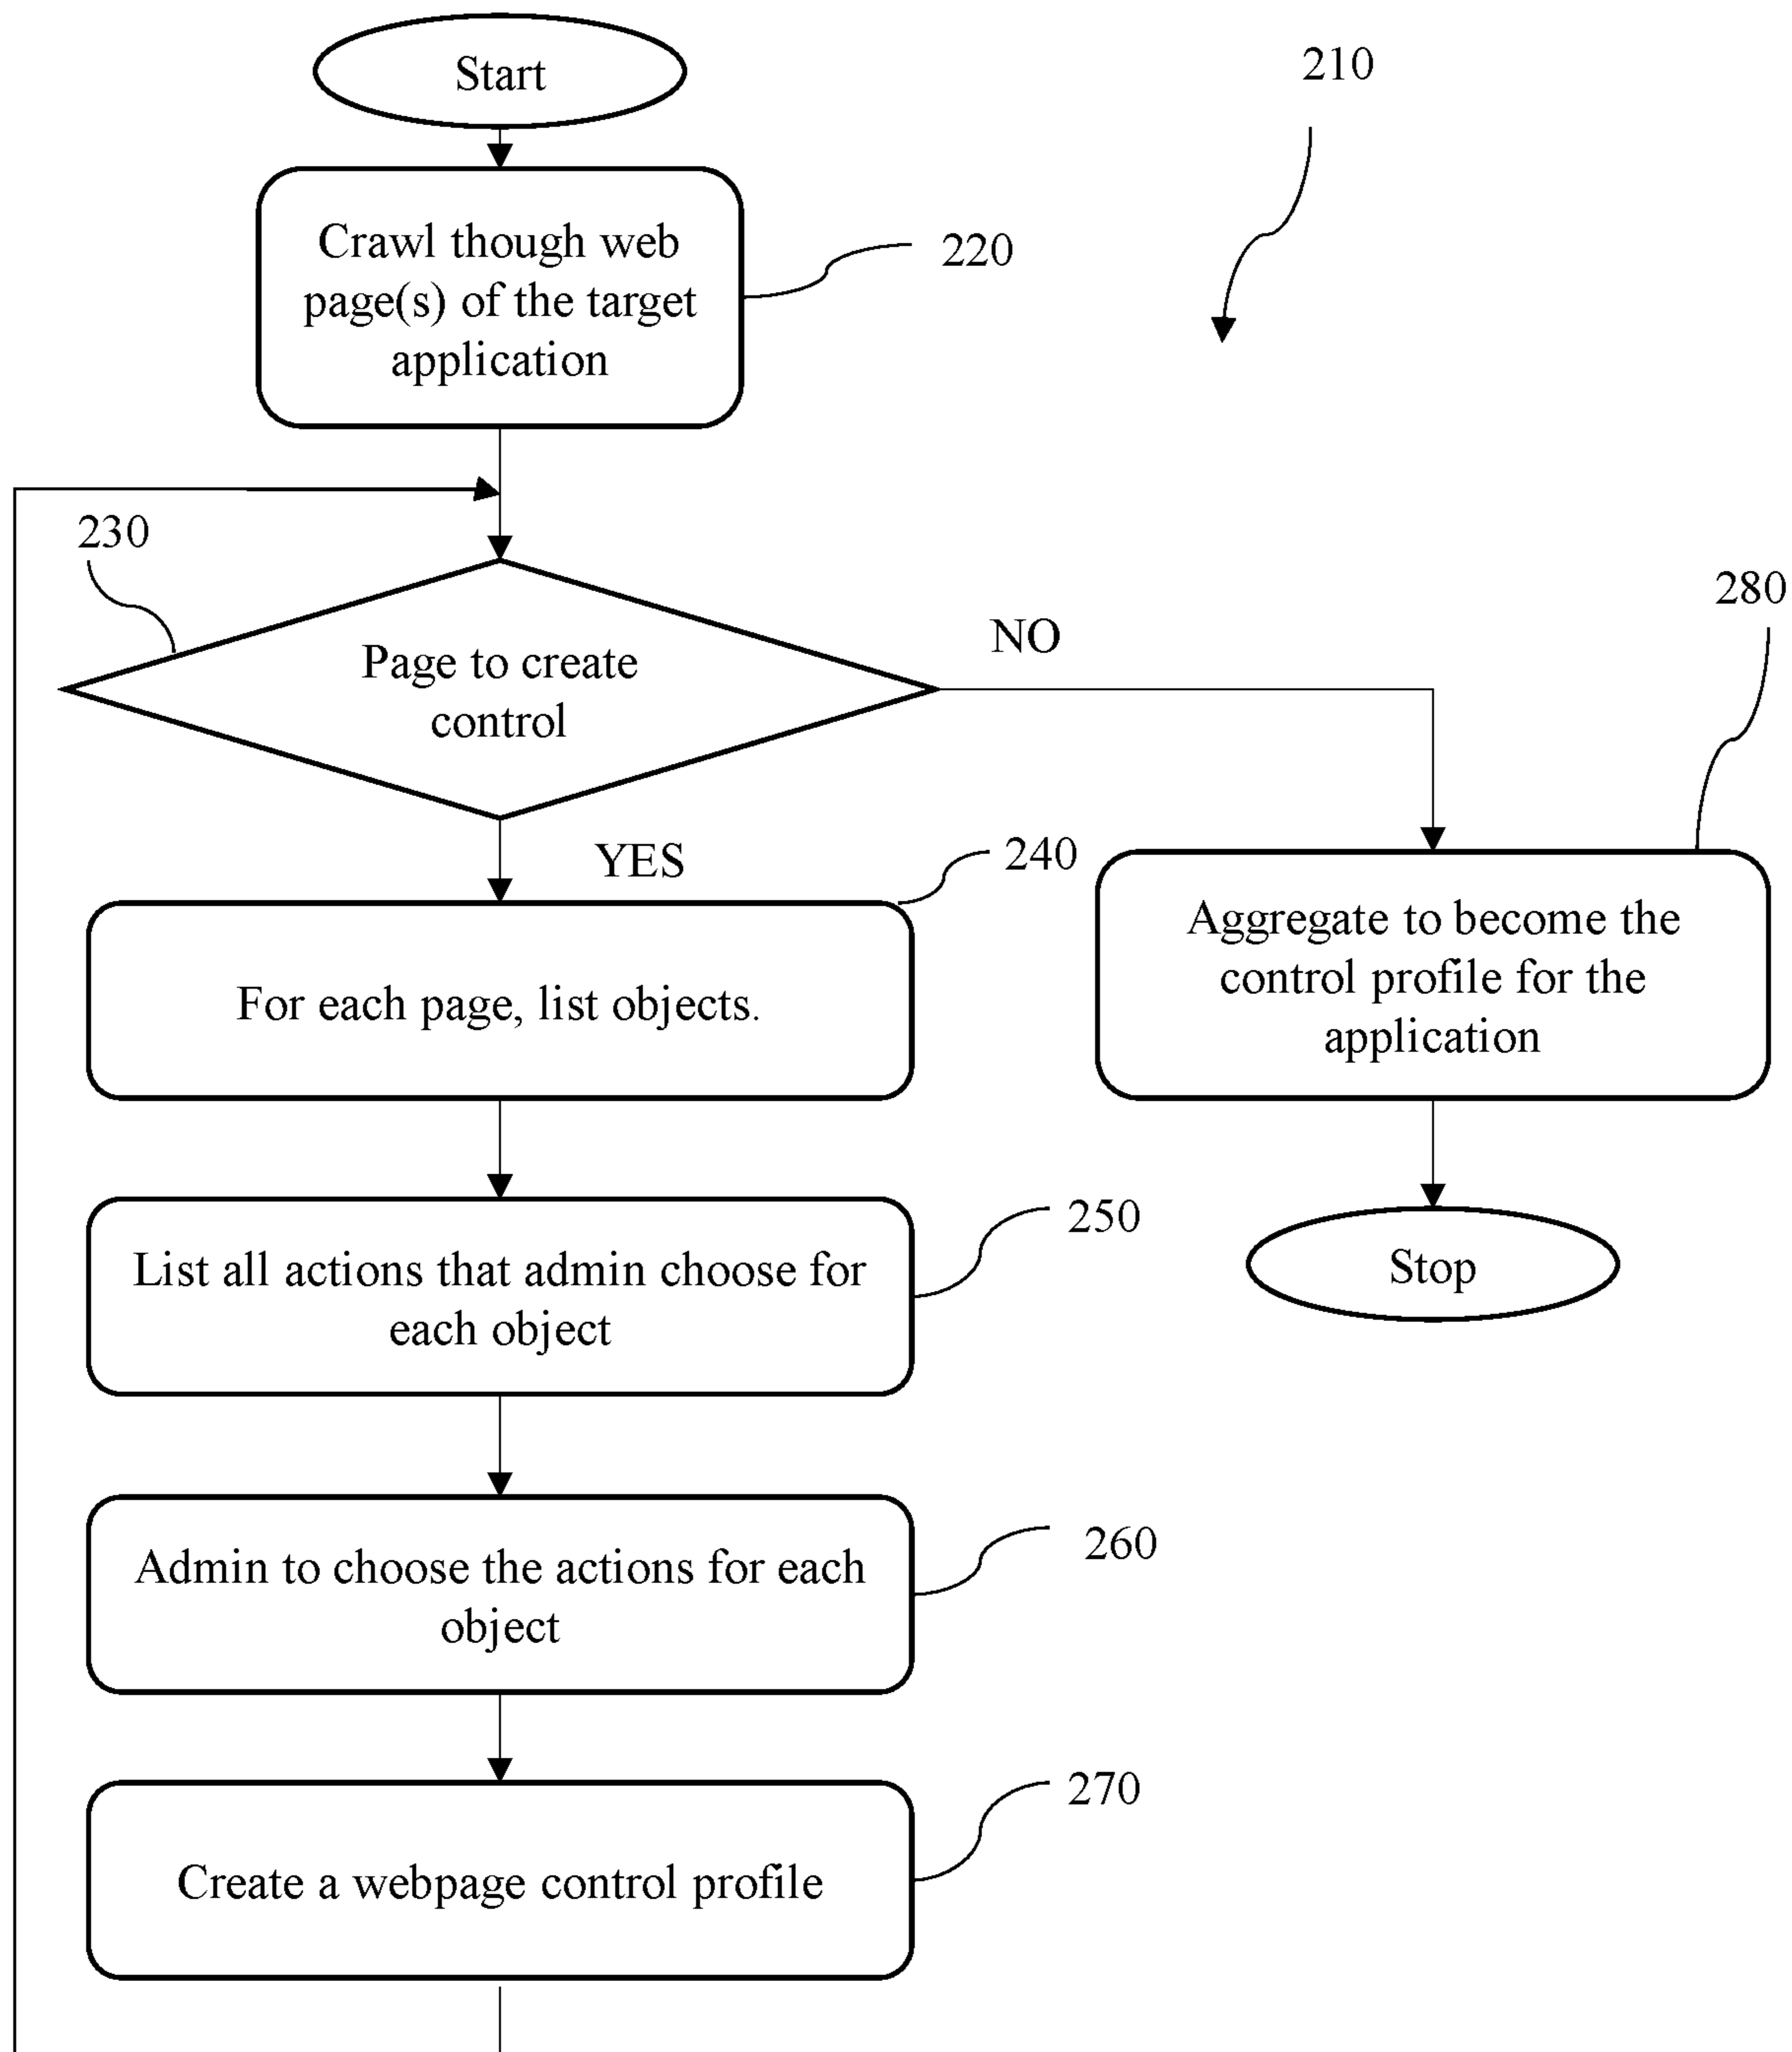 Start
210
Crawl though web
page(s) of the target
application
220
230
Page to create
control
NO
280
YES
240
For each page, list objects.
Aggregate to become the
control profile for the
application
250
List all actions that admin choose for
each object
Stop
260
Admin to choose the actions for each
object
270
Create a webpage control profile